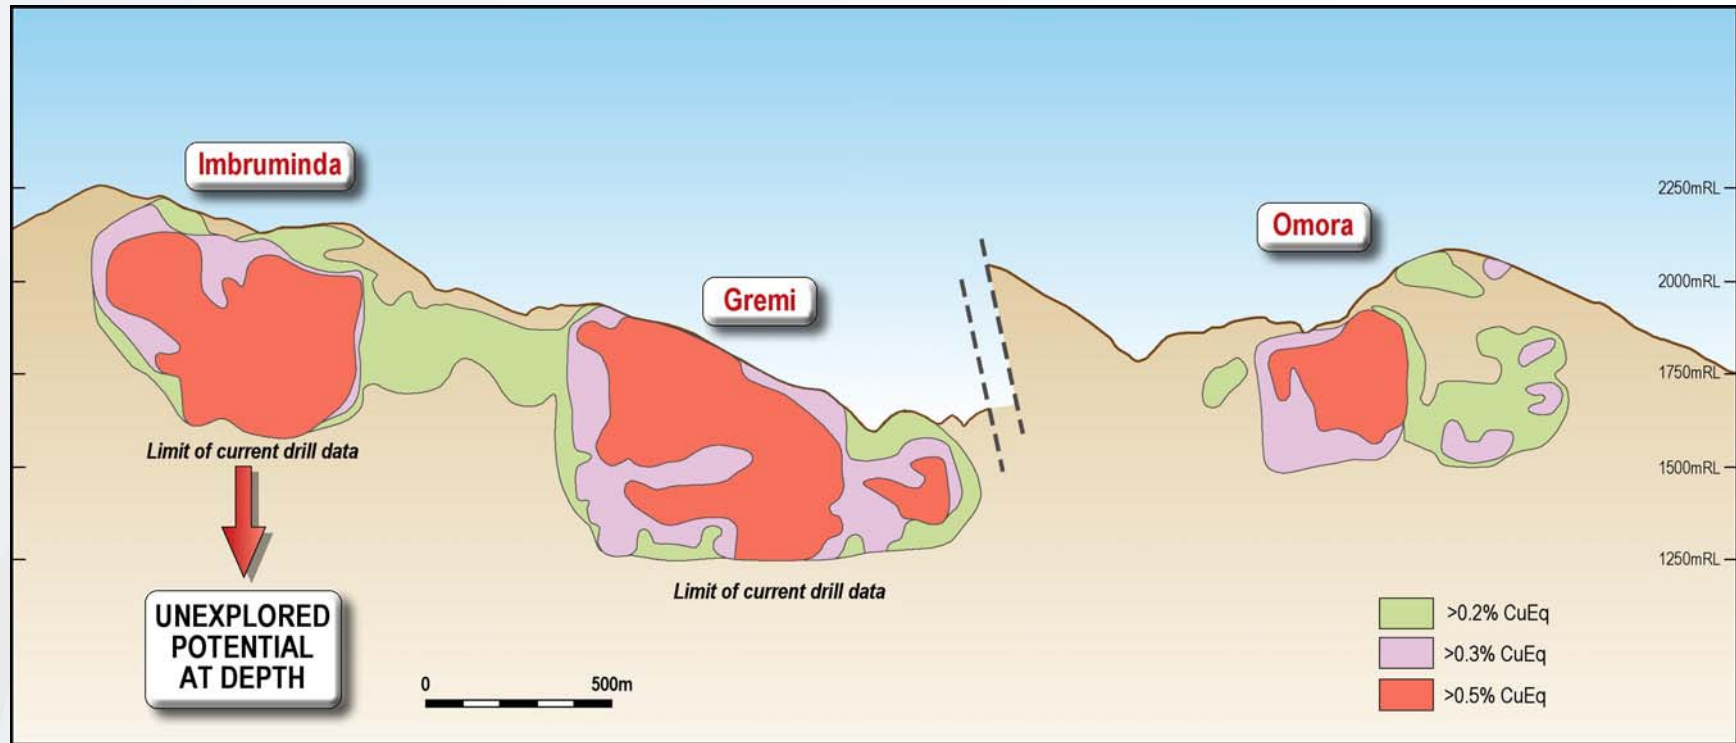 Imbruminda
2250mRL
Omora
Gremi
2000mRL
1750mRL
Limit of current drill data
1500mRL
1250mRL
Limit of current drill data
UNEXPLORED
POTENTIAL
AT DEPTH
0 500m
>0.2% CuEq
>0.3% CuEq
>0.5% CuEq